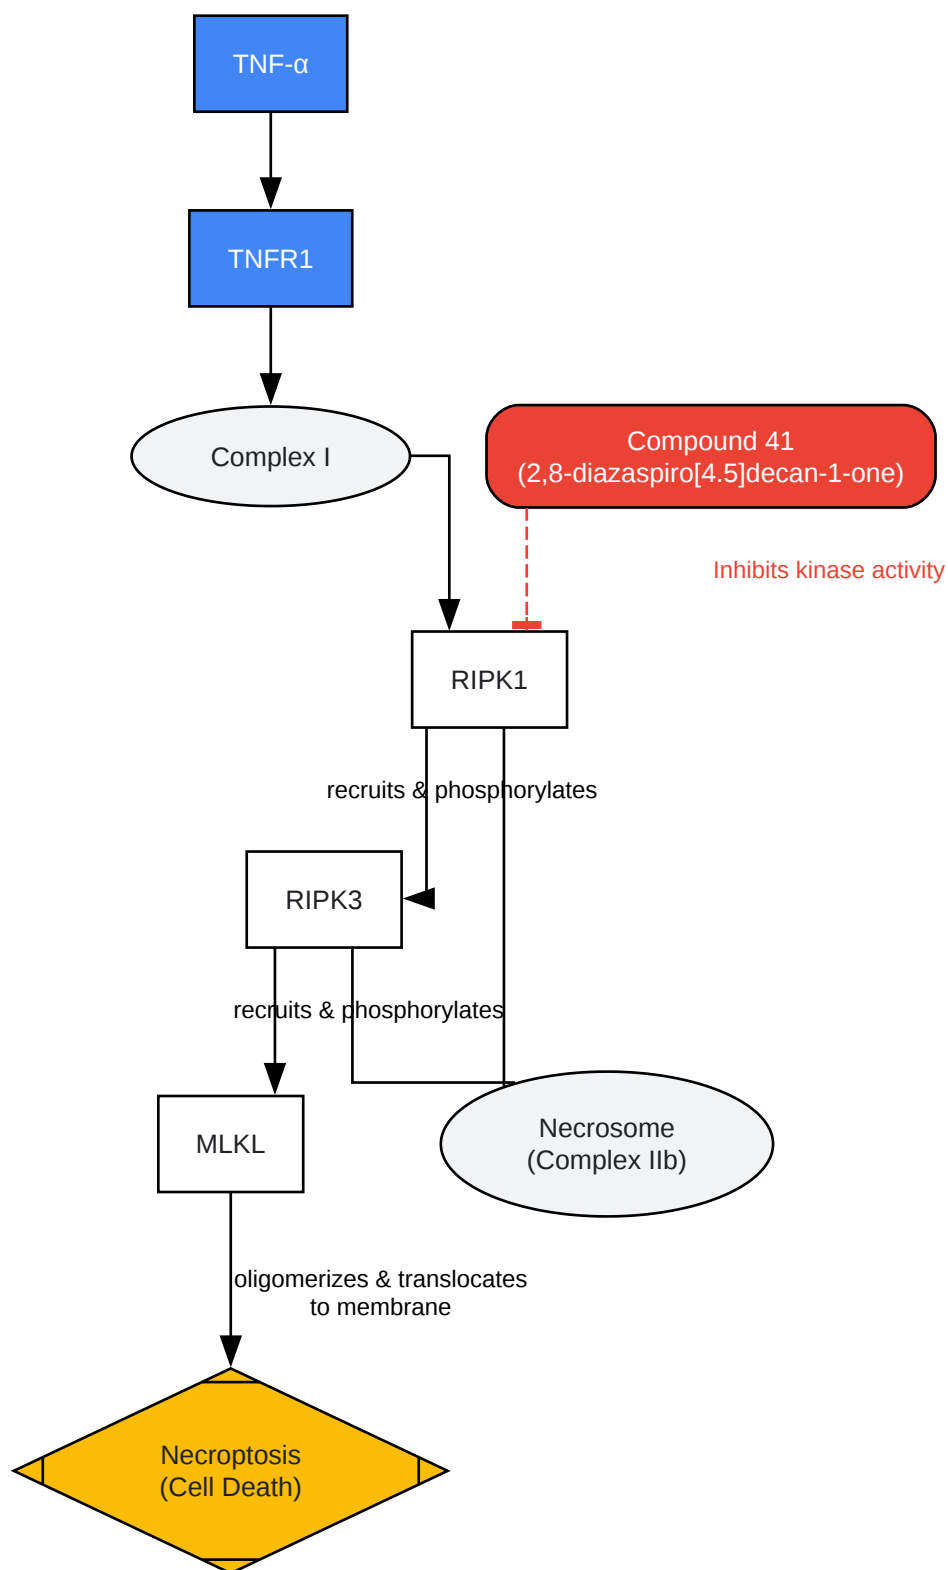 TNF-α
TNFR1
Complex I
Compound 41
(2,8-diazaspiro[4.5]decan-1-one)
Inhibits kinase activity
RIPK1
recruits & phosphorylates
RIPK3
recruits & phosphorylates
MLKL
Necrosome
(Complex IIb)
oligomerizes & translocates
to membrane
Necroptosis
(Cell Death)